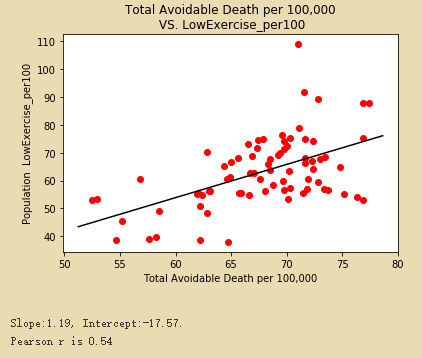 Total Avoidable Death per 100,000
VS. LowExercise_per100
110
100
90
80
70
60
50
40
Population LowExercise_per100
50
55
60
65
70
75
80
Total Avoidable Death per 100,000
Slope:1.19, Intercept:-17.57.
Pearson r is 0.54